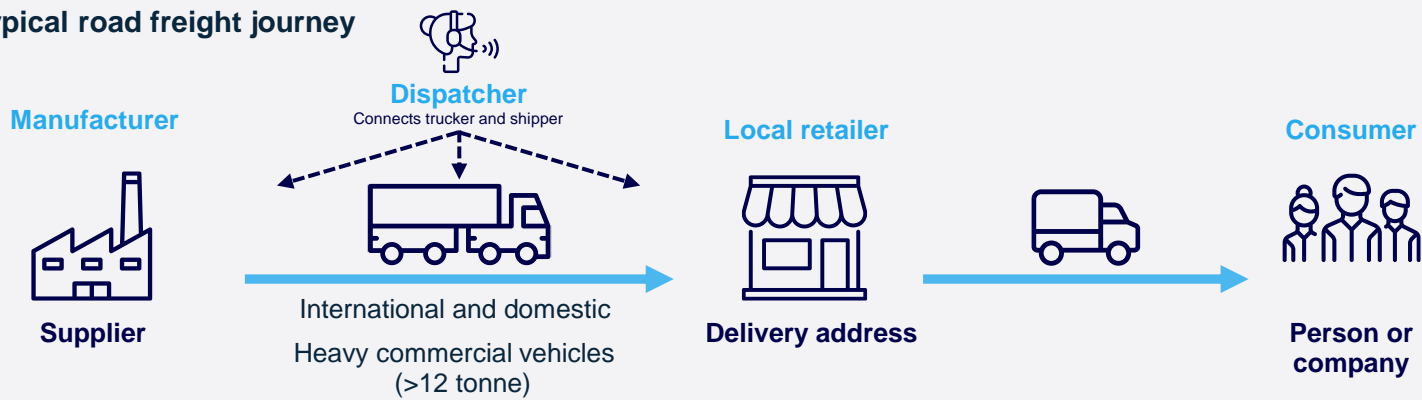 ypical road freight journey
Dispatcher
Connects trucker and shipper
Manufacturer
Local retailer
Consumer
International and domestic
Supplier
Delivery address
Person or
company
Heavy commercial vehicles
(>12 tonne)